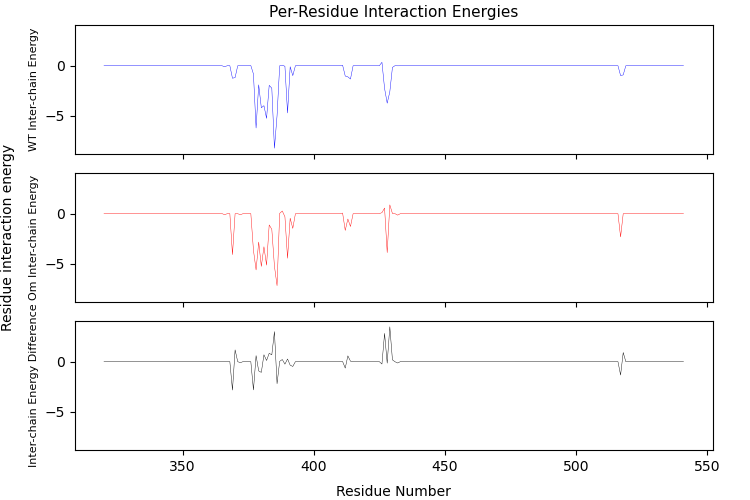 Per-Residue Interaction Energies
WT Inter-chain Energy
0
−5
Residue interaction energy
Om Inter-chain Energy
0
−5
Inter-chain Energy Difference
0
−5
350
400
450
500
550
Residue Number